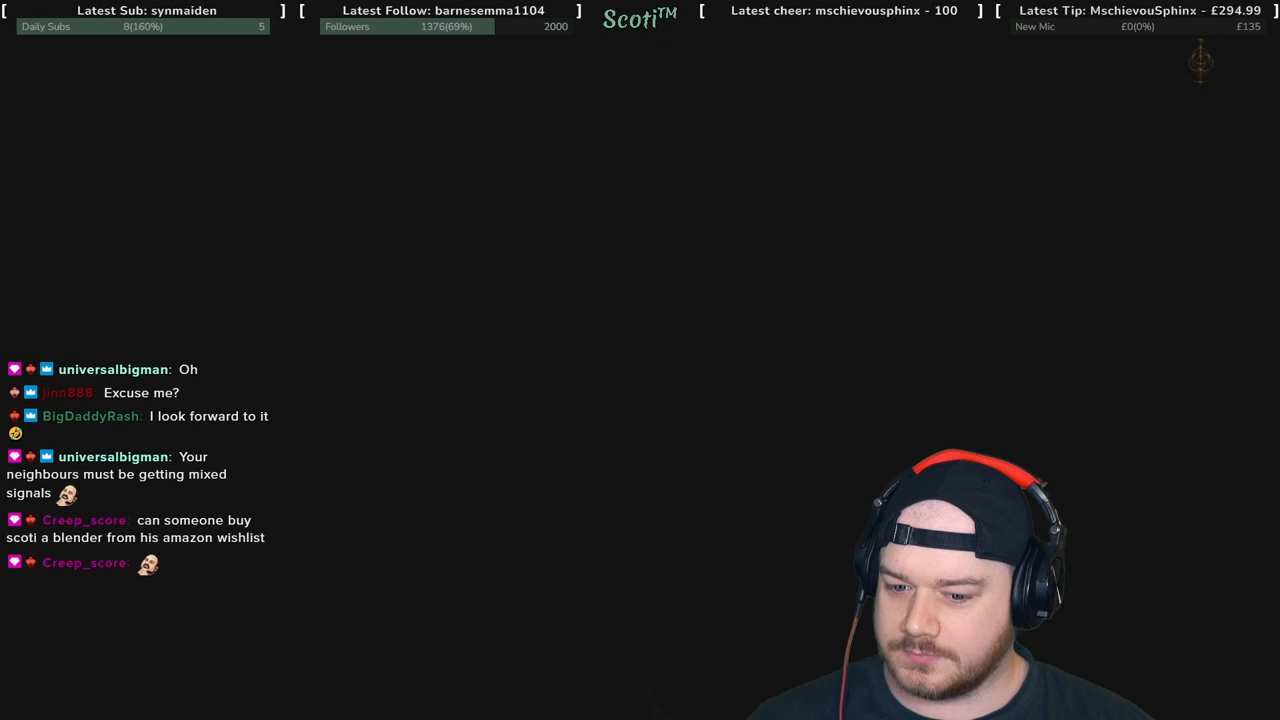 [ Latest Sub: synmaiden ] [ Latest Follow: barnesemma1104 ] Scoti™ [ Latest cheer: mschievousphinx - 100 ] [ Latest Tip: MschievouSphinx - £294.99 ]
Daily Subs 8(160%) 5 Followers 1376(69%) 2000 New Mic £0(0%) £135
universalbigman: Oh
jinn888: Excuse me?
BigDaddyRash: I look forward to it
🤣
universalbigman: Your
neighbours must be getting mixed
signals
Creep_score: can someone buy
scoti a blender from his amazon wishlist
Creep_score: